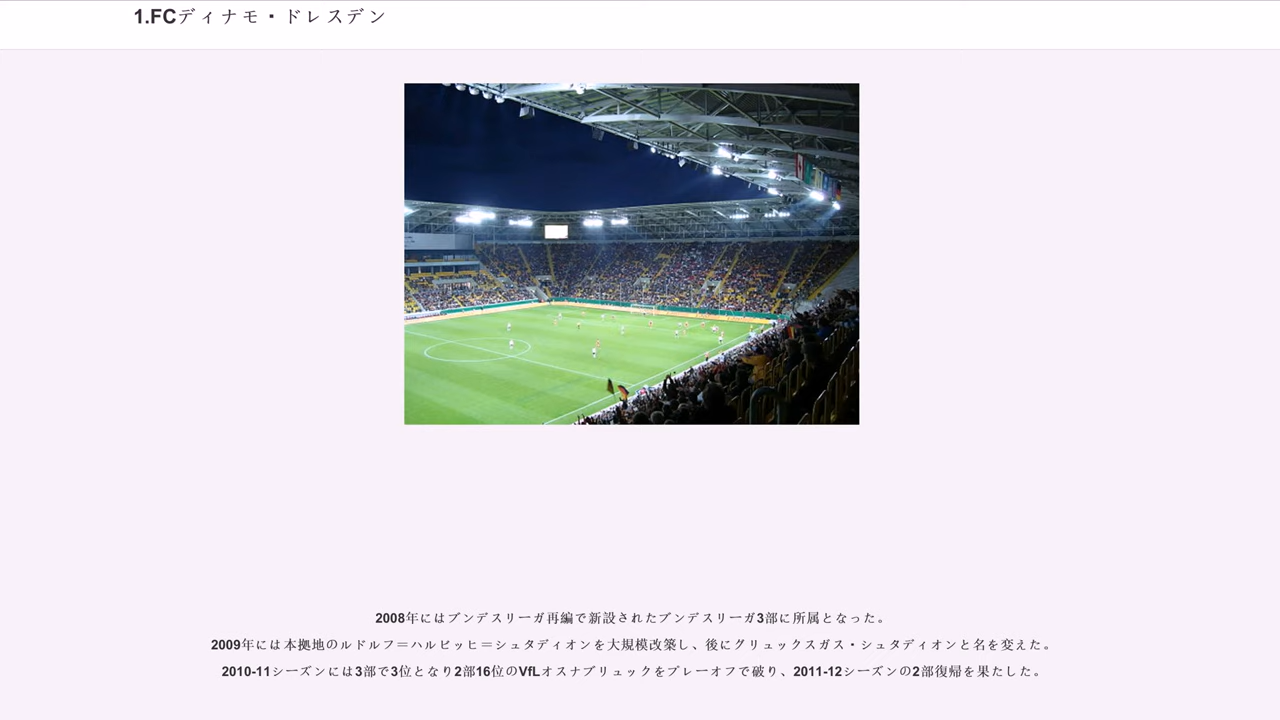 1.FCディナモ・ドレスデン
2008年にはブンデスリーガ再編で新設されたブンデスリーガ3部に所属となった。
2009年には本拠地のルドルフ＝ハルビッヒ＝シュタディオンを大規模改築し、後にグリュックスガス・シュタディオンと名を変えた。
2010-11シーズンには3部で3位となり2部16位のVfLオスナブリュックをプレーオフで破り、2011-12シーズンの2部復帰を果たした。